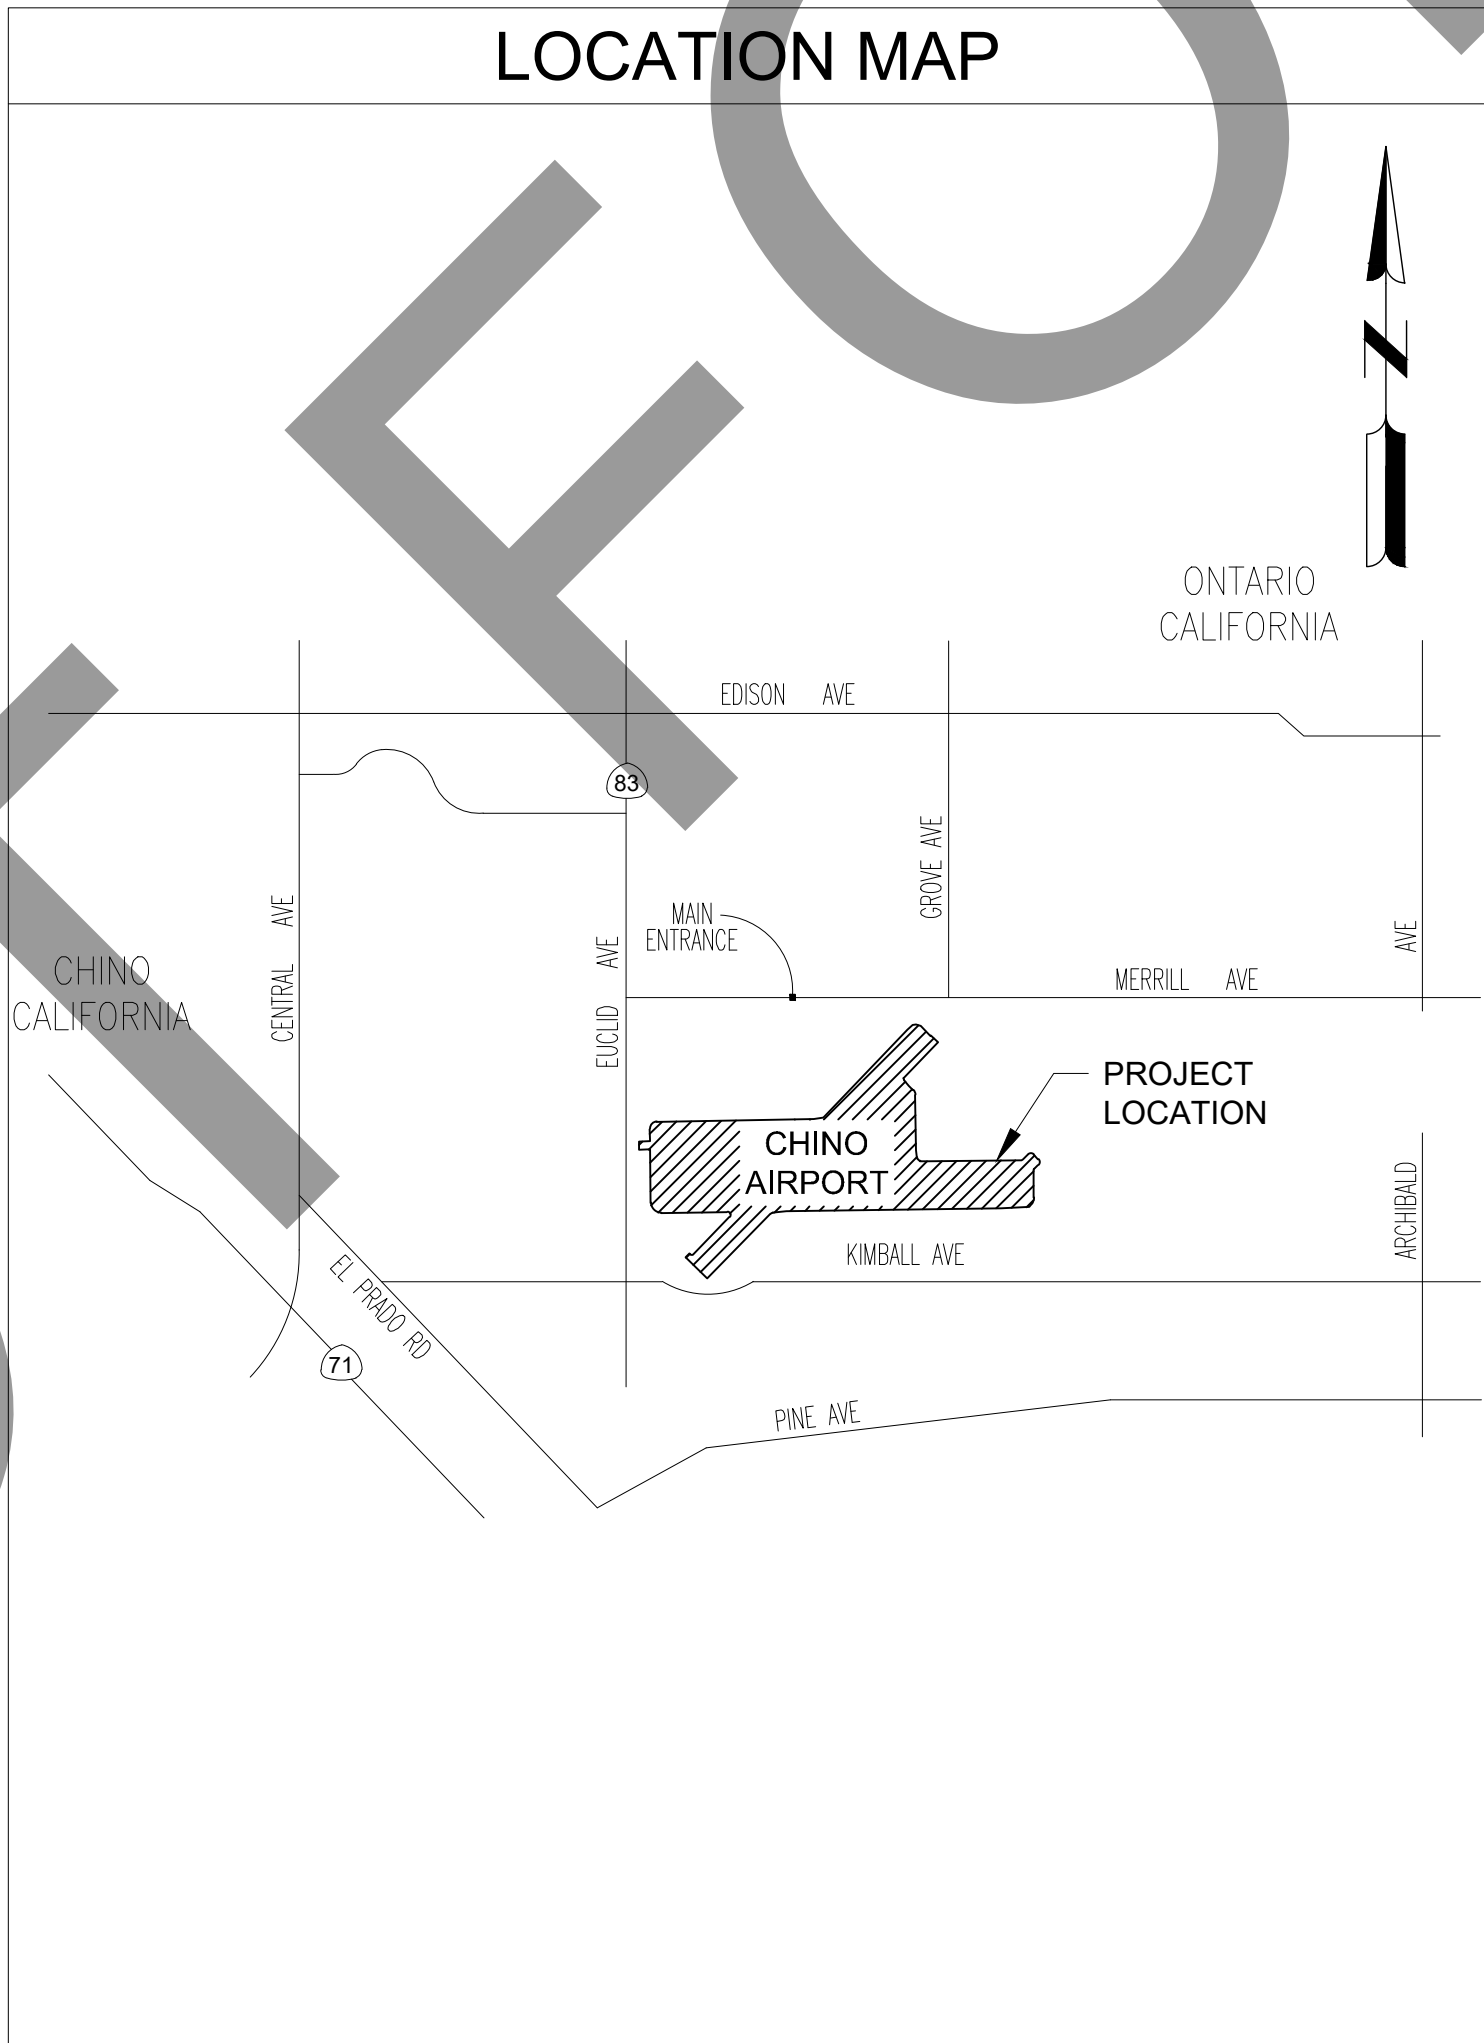 LOCATION MAP
N
ONTARIO
CALIFORNIA
EDISON AVE
83
GROVE AVE
MAIN
ENTRANCE
CENTRAL AVE
EUCLID AVE
CHINO
CALIFORNIA
MERRILL AVE
ARCHIBALD AVE
PROJECT
LOCATION
CHINO
AIRPORT
KIMBALL AVE
EL PRADO RD
71
PINE AVE